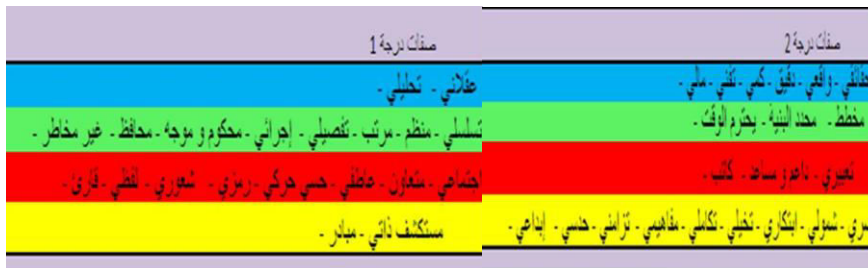 صفات درجة 1
عقلاني - تحليلي -
تسلسلي - منظم - مرتب - تفصيلي - إجرائي - محكوم و موجه - محافظ - غير مخاطر -
اجتماعي - متعاون - عاطفي - حسي حركي - رمزي - شعوري - لفظي - قارئ -
مستكشف ذاتي - مبادر -
صفات درجة 2
حقائقي - واقعي - دقيق - كمي - تقني - مالي -
مخطط - محدد البنية - يحترم الوقت -
تعبيري - داعم و مساعد - كاتب -
شمولي - ابتكاري - تخيلي - تكاملي - مفاهيمي - تزامني - حدسي - إبداعي -